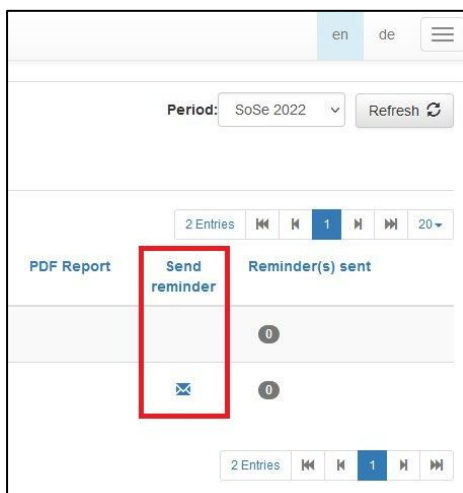 en de
Period: SoSe 2022 Refresh
2 Entries 1 20
PDF Report Send reminder Reminder(s) sent
0
0
2 Entries 1